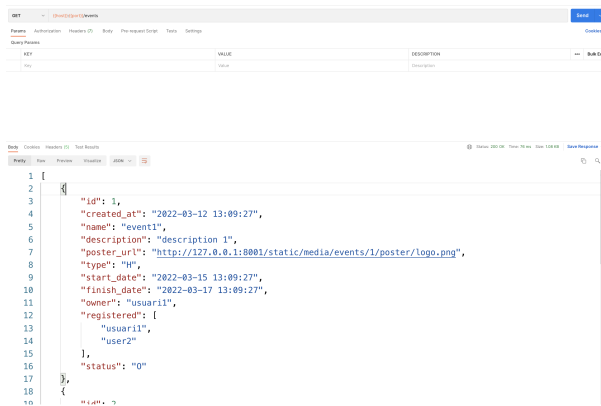 GET {{host}}{{port}}/events Send
Params Authorization Headers (7) Body Pre-request Script Tests Settings Cookies
Query Params
KEY VALUE DESCRIPTION ••• Bulk Ed
Key Value Description
Body Cookies Headers (5) Test Results Status: 200 OK Time: 76 ms Size: 1.06 KB Save Response
Pretty Raw Preview Visualize JSON
1 [
2 {
3 "id": 1,
4 "created_at": "2022-03-12 13:09:27",
5 "name": "event1",
6 "description": "description 1",
7 "poster_url": "http://127.0.0.1:8001/static/media/events/1/poster/logo.png",
8 "type": "H",
9 "start_date": "2022-03-15 13:09:27",
10 "finish_date": "2022-03-17 13:09:27",
11 "owner": "usuari1",
12 "registered": [
13 "usuari1",
14 "user2"
15 ],
16 "status": "O"
17 },
18 {
19 "id": 2